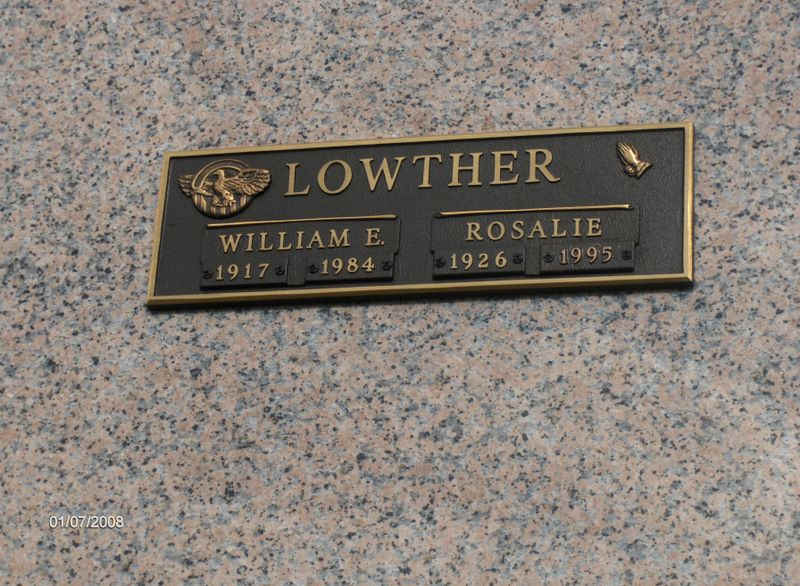 LOWTHER
WILLIAM E.
1917 1984
ROSALIE
1926 1995
01/07/2008